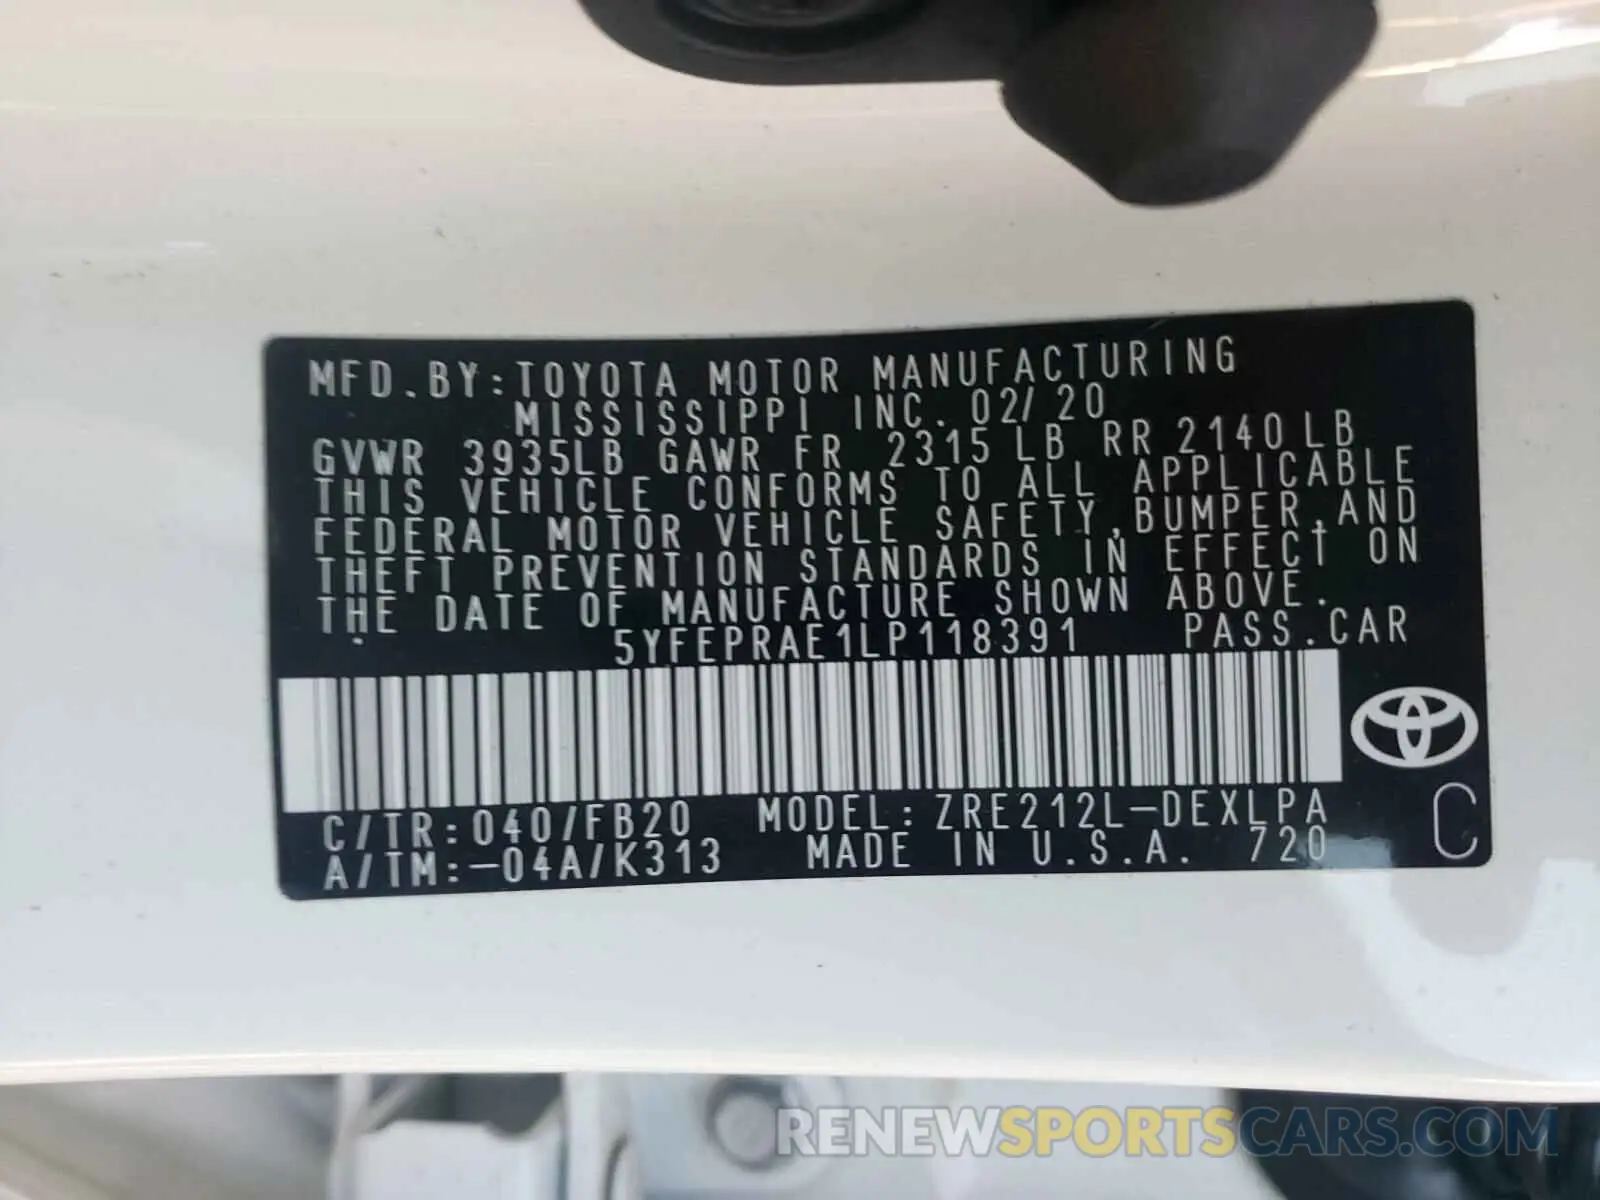 MFD.BY:TOYOTA MOTOR MANUFACTURING
MISSISSIPPI INC. 02/20
GVWR 3935LB GAWR FR 2315LB RR 2140LB
THIS VEHICLE CONFORMS TO ALL APPLICABLE
FEDERAL MOTOR VEHICLE SAFETY,BUMPER,AND
THEFT PREVENTION STANDARDS IN EFFECT ON
THE DATE OF MANUFACTURE SHOWN ABOVE.
5YFEPRAE1LP118391 PASS.CAR
C/TR:040/FB20 MODEL:ZRE212L-DEXLPA
A/TM:-04A/K313 MADE IN U.S.A. 720
C
RENEWSPORTSCARS.COM